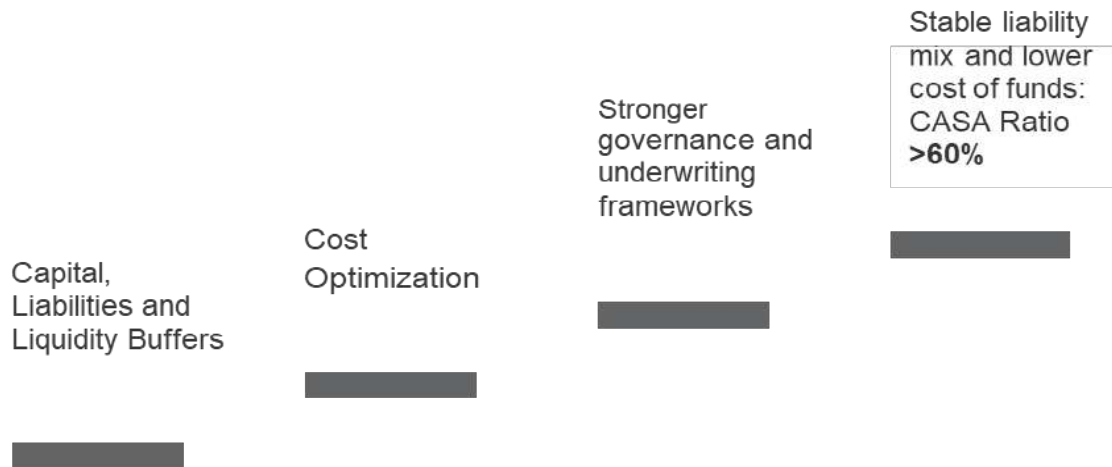 Capital,
Liabilities and
Liquidity Buffers
Cost
Optimization
Stronger
governance and
underwriting
frameworks
Stable liability
mix and lower
cost of funds:
CASA Ratio
>60%